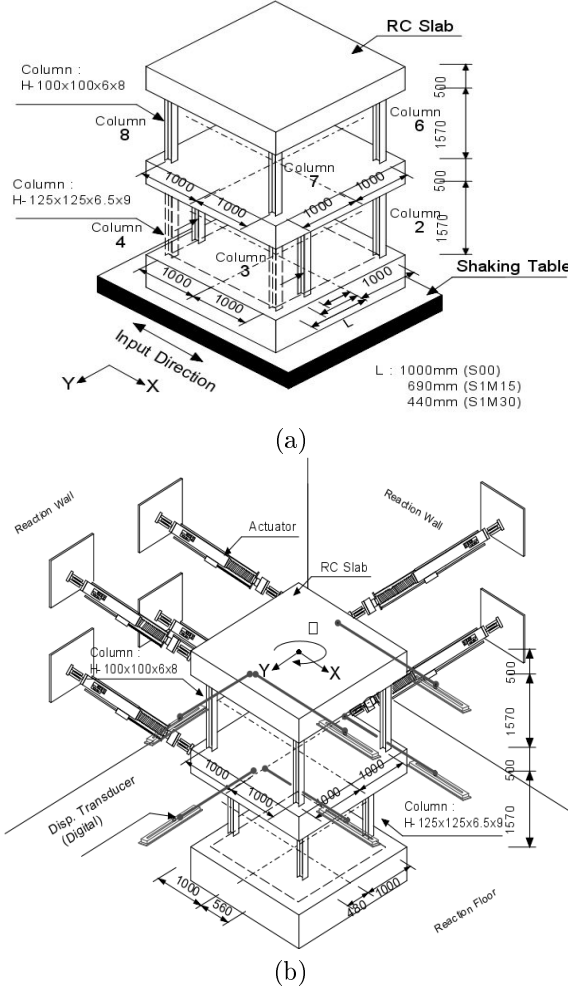 RC Slab
Column :
H-100x100x6x8
Column
8
Column
6
500
1570
Column
7
1000
1000
1000
1000
Column :
H-125x125x6.5x9
Column
4
Column
3
Column
2
500
1570
1000
1000
1000
L
Shaking Table
Input Direction
Y
X
L : 1000mm (S00)
690mm (S1M15)
440mm (S1M30)
(a)
Reaction Wall
Reaction Wall
Actuator
RC Slab
Column :
H-100x100x6x8
Y
X
500
1570
500
1570
1000
1000
1000
1000
Disp. Transducer
(Digital)
Column :
H-125x125x6.5x9
1000
560
480
1000
Reaction Floor
(b)